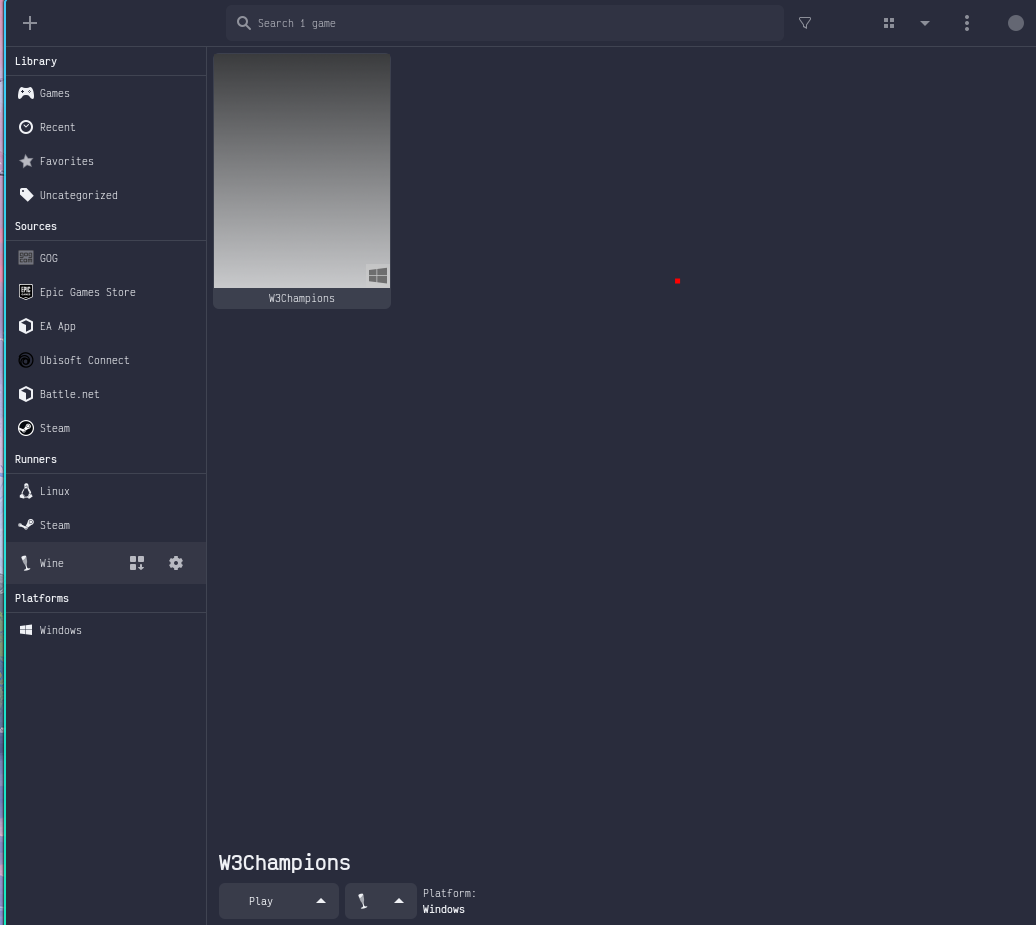 Search 1 game
Library
Games
Recent
Favorites
Uncategorized
Sources
GOG
Epic Games Store
EA App
Ubisoft Connect
Battle.net
Steam
Runners
Linux
Steam
Wine
Platforms
Windows
W3Champions
W3Champions
Play
Platform:
Windows